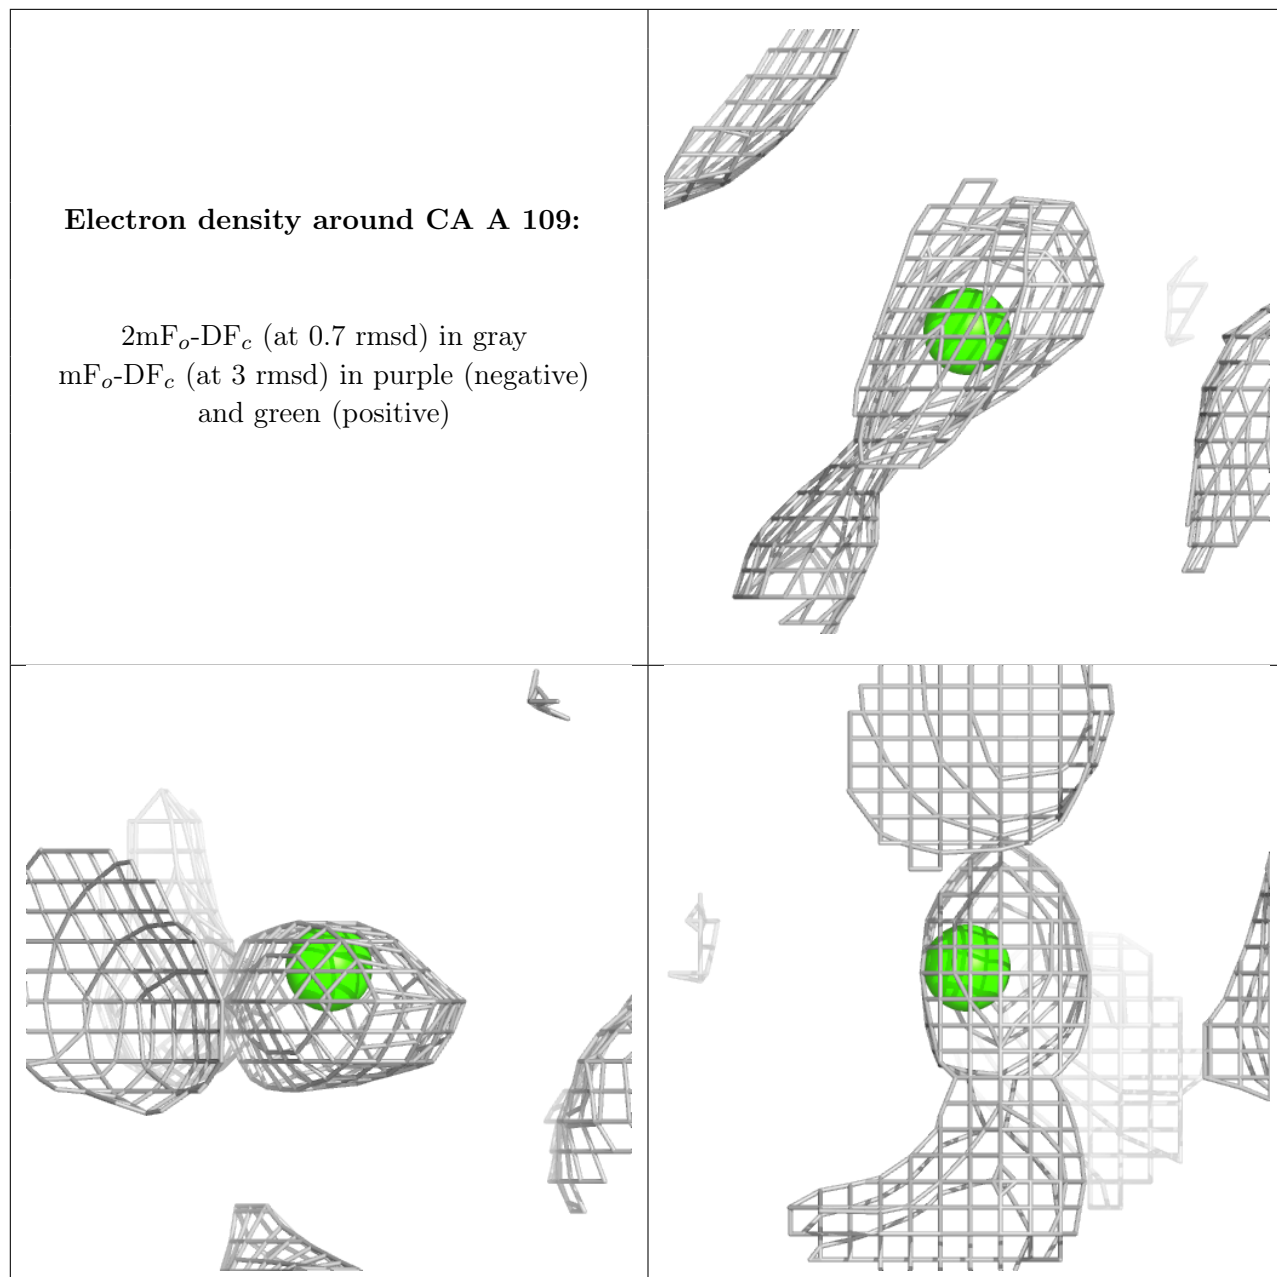 Electron density around CA A 109:
2mFo-DFc (at 0.7 rmsd) in gray
mFo-DFc (at 3 rmsd) in purple (negative)
and green (positive)